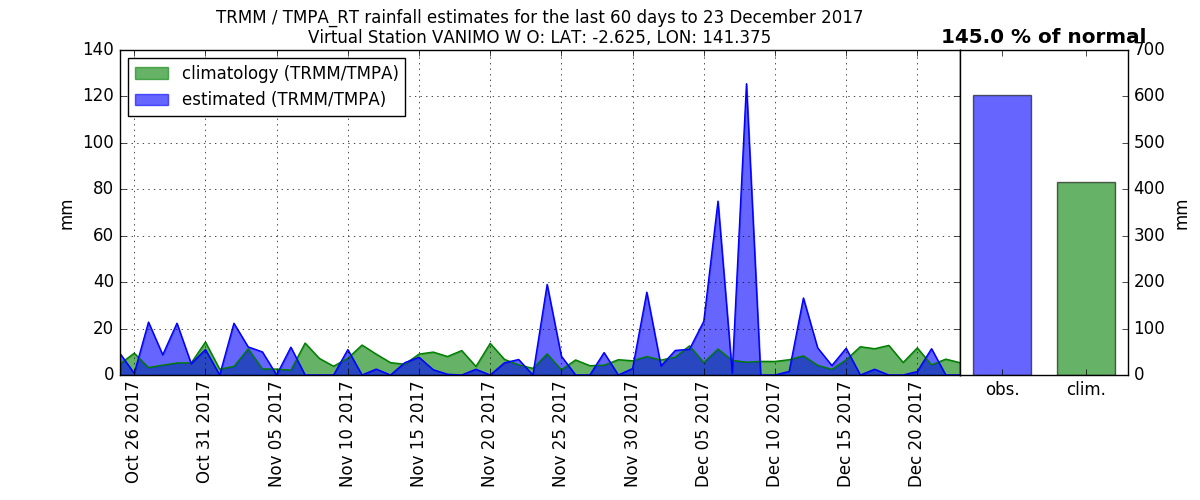 TRMM / TMPA_RT rainfall estimates for the last 60 days to 23 December 2017
Virtual Station VANIMO W O: LAT: -2.625, LON: 141.375
145.0 % of normal
climatology (TRMM/TMPA)
estimated (TRMM/TMPA)
mm
140
120
100
80
60
40
20
0
Oct 26 2017
Oct 31 2017
Nov 05 2017
Nov 10 2017
Nov 15 2017
Nov 20 2017
Nov 25 2017
Nov 30 2017
Dec 05 2017
Dec 10 2017
Dec 15 2017
Dec 20 2017
700
600
500
400
300
200
100
0
mm
obs.
clim.